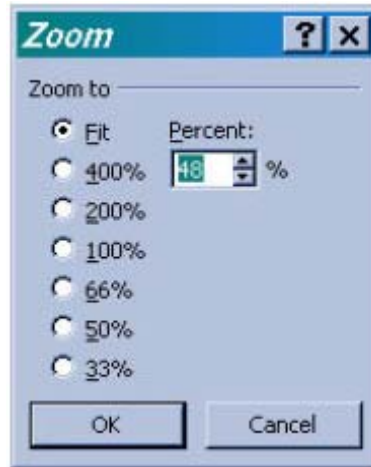 Zoom
Zoom to
Fit
Percent:
400%
48 %
200%
100%
66%
50%
33%
OK
Cancel